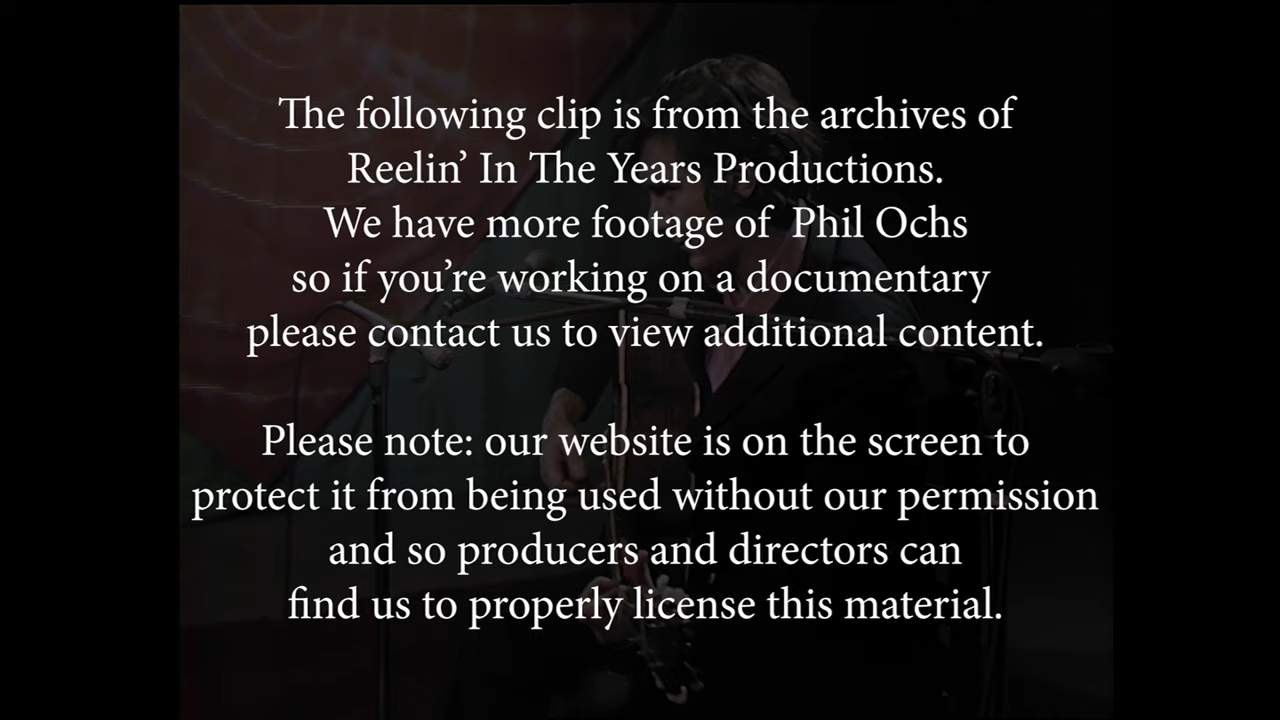 The following clip is from the archives of
Reelin’ In The Years Productions.
We have more footage of Phil Ochs
so if you’re working on a documentary
please contact us to view additional content.
Please note: our website is on the screen to
protect it from being used without our permission
and so producers and directors can
find us to properly license this material.